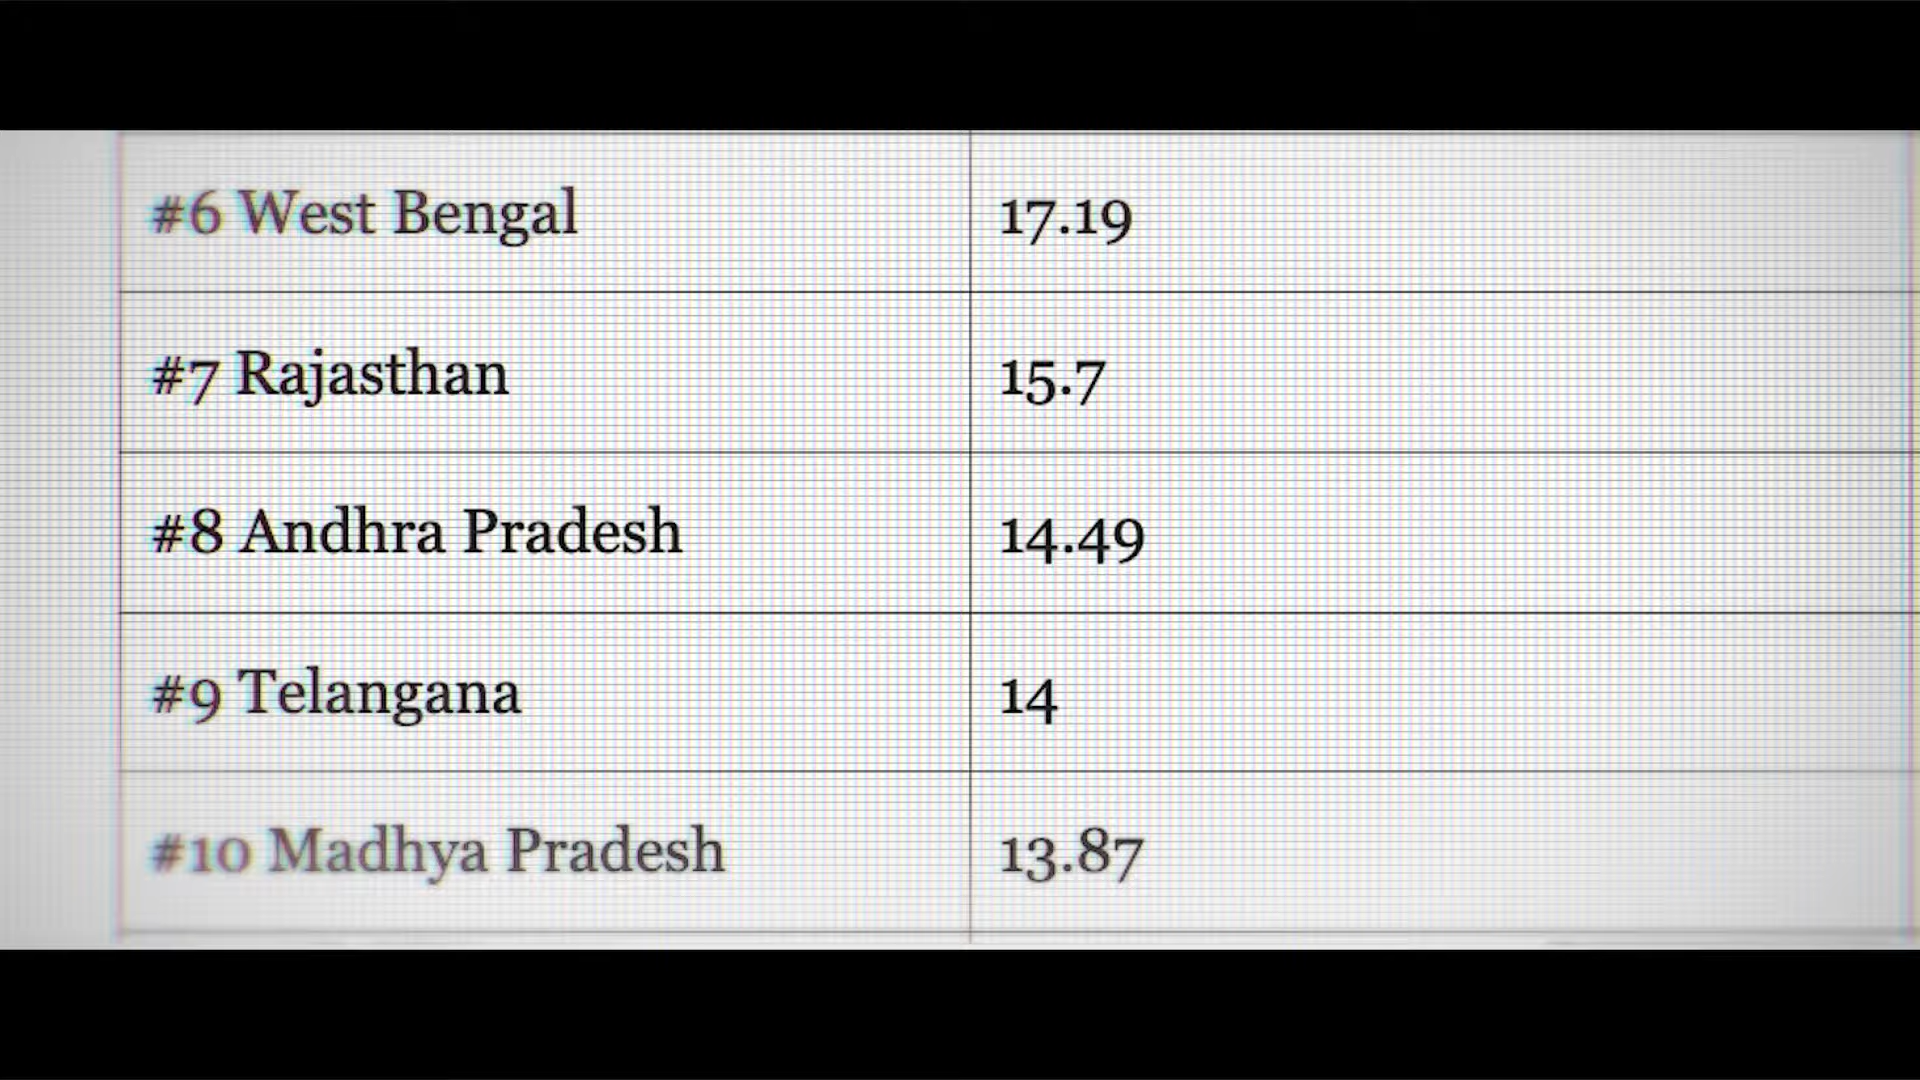 #6 West Bengal 17.19
#7 Rajasthan 15.7
#8 Andhra Pradesh 14.49
#9 Telangana 14
#10 Madhya Pradesh 13.87